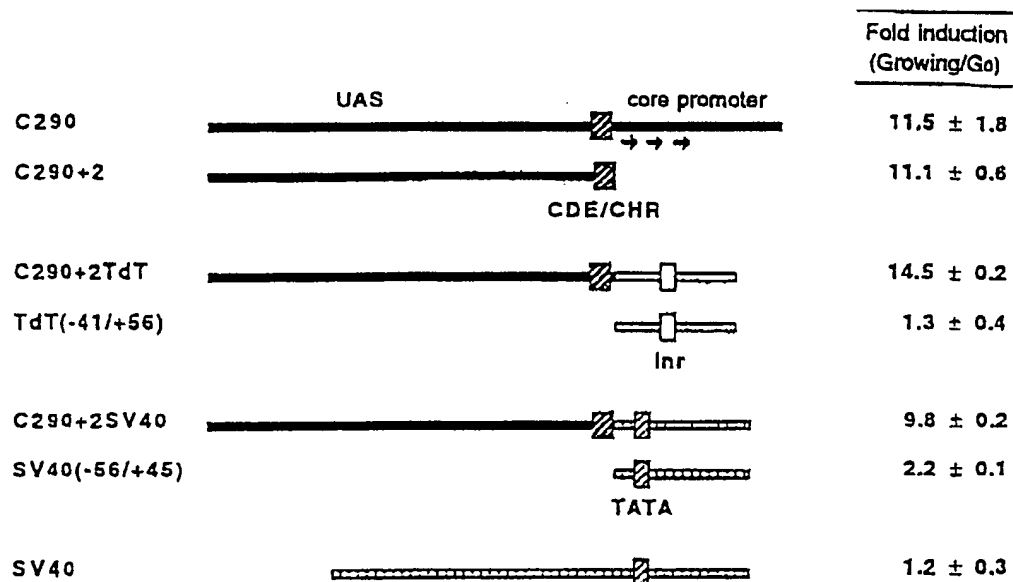 Fold induction
(Growing/G0)
UAS core promoter
C290 11.5 ± 1.8
C290+2 11.1 ± 0.6
CDE/CHR
C290+2TdT 14.5 ± 0.2
TdT(-41/+56) 1.3 ± 0.4
Inr
C290+2SV40 9.8 ± 0.2
SV40(-56/+45) 2.2 ± 0.1
TATA
SV40 1.2 ± 0.3